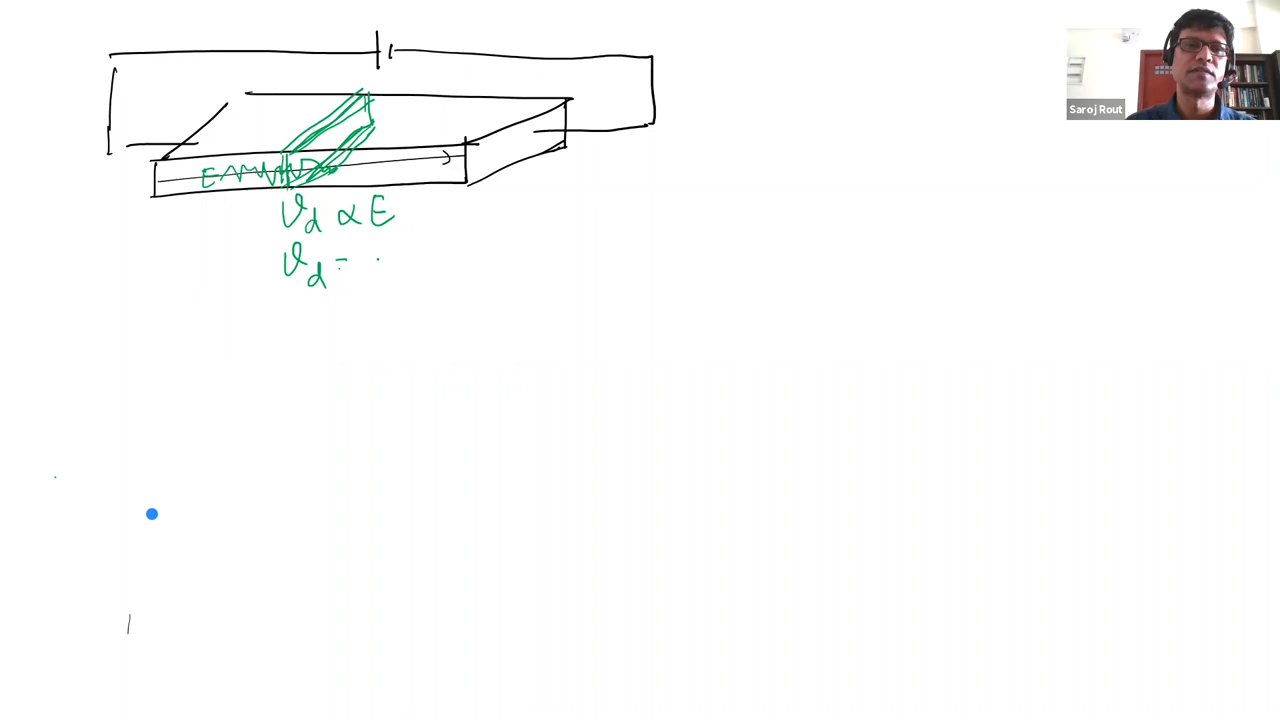 Saroj Rout
E
v_d ∝ E
v_d =